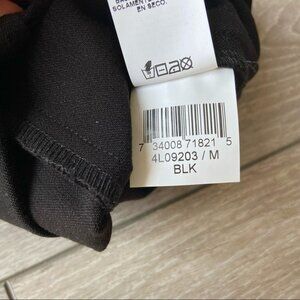 SOLAMENTE
EN SECO.
7 34008 71821 5
4L09203 / M
BLK